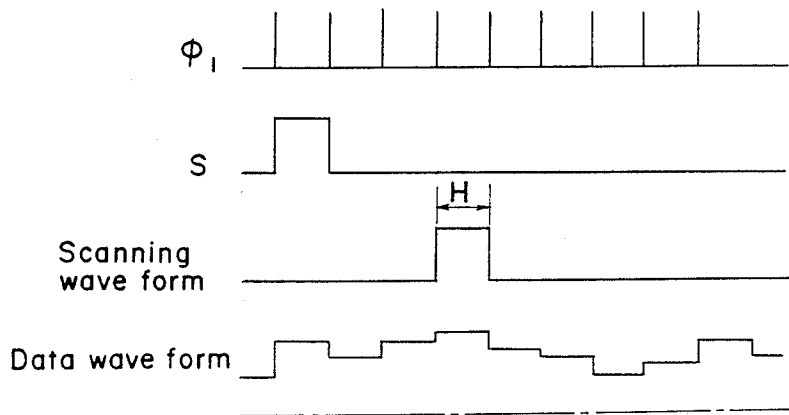 Φ₁
S
H
Scanning
wave form
Data wave form